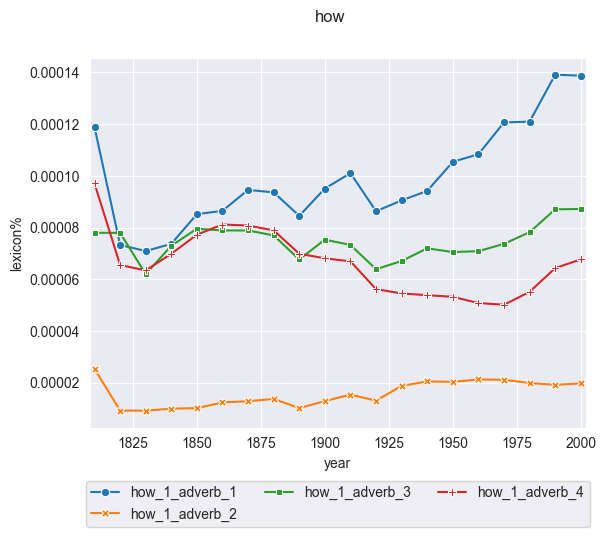 how
0.00014
0.00012
0.00010
0.00008
0.00006
0.00004
0.00002
lexicon%
1825 1850 1875 1900 1925 1950 1975 2000
year
how_1_adverb_1 how_1_adverb_3 how_1_adverb_4
how_1_adverb_2